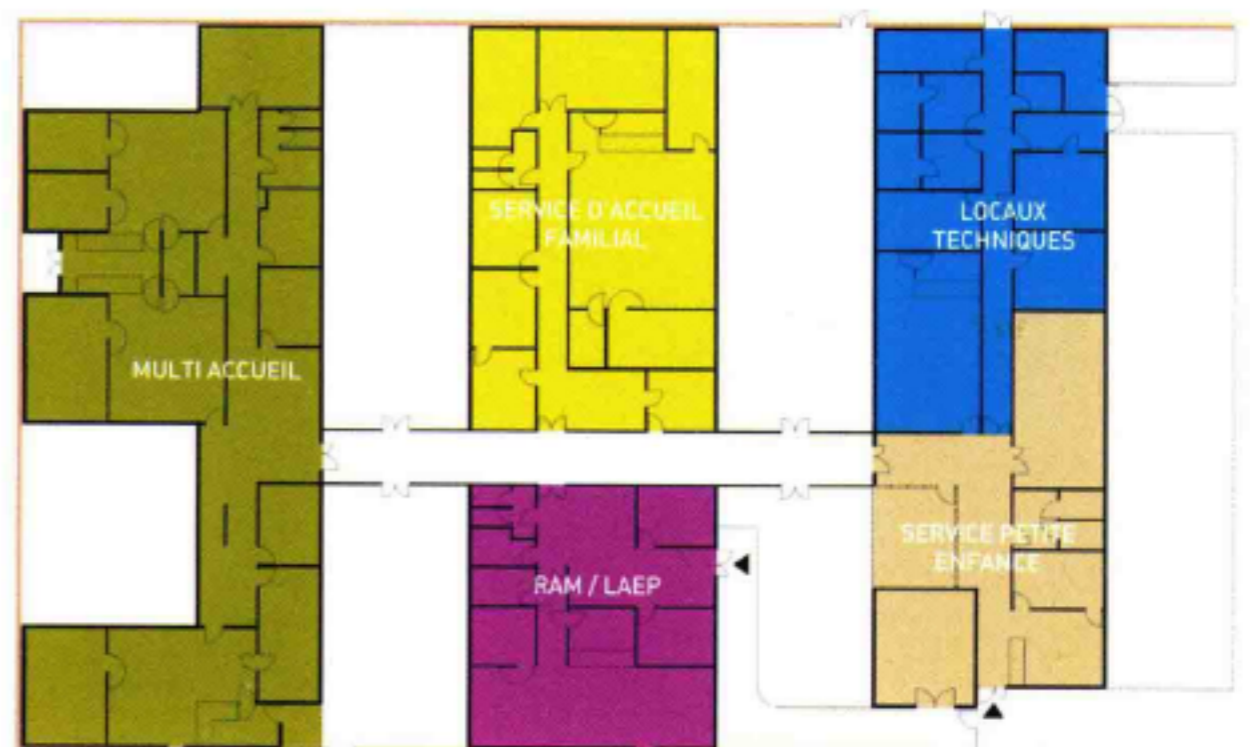 SERVICE D'ACCUEIL
FAMILIAL
LOCAUX
TECHNIQUES
MULTI ACCUEIL
SERVICE PETITE
ENFANCE
RAM / LAEP